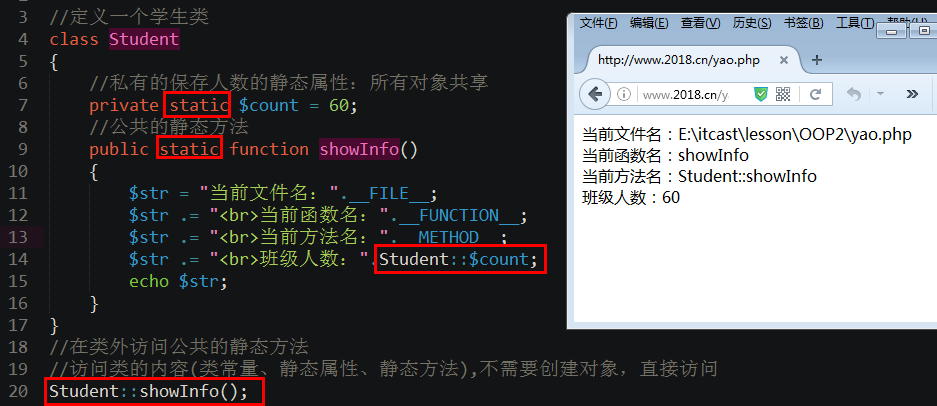 3 //定义一个学生类
4 class Student
5 {
6 //私有的保存人数的静态属性：所有对象共享
7 private static $count = 60;
8 //公共的静态方法
9 public static function showInfo()
10 {
11 $str = "当前文件名：".__FILE__;
12 $str .= "<br>当前函数名：".__FUNCTION__;
13 $str .= "<br>当前方法名：".__METHOD__;
14 $str .= "<br>班级人数：".Student::$count;
15 echo $str;
16 }
17 }
18 //在类外访问公共的静态方法
19 //访问类的内容(类常量、静态属性、静态方法),不需要创建对象，直接访问
20 Student::showInfo();
文件(F) 编辑(E) 查看(V) 历史(S) 书签(B) 工具(T) 帮助(H)
http://www.2018.cn/yao.php
www.2018.cn/y
当前文件名：E:\itcast\lesson\OOP2\yao.php
当前函数名：showInfo
当前方法名：Student::showInfo
班级人数：60